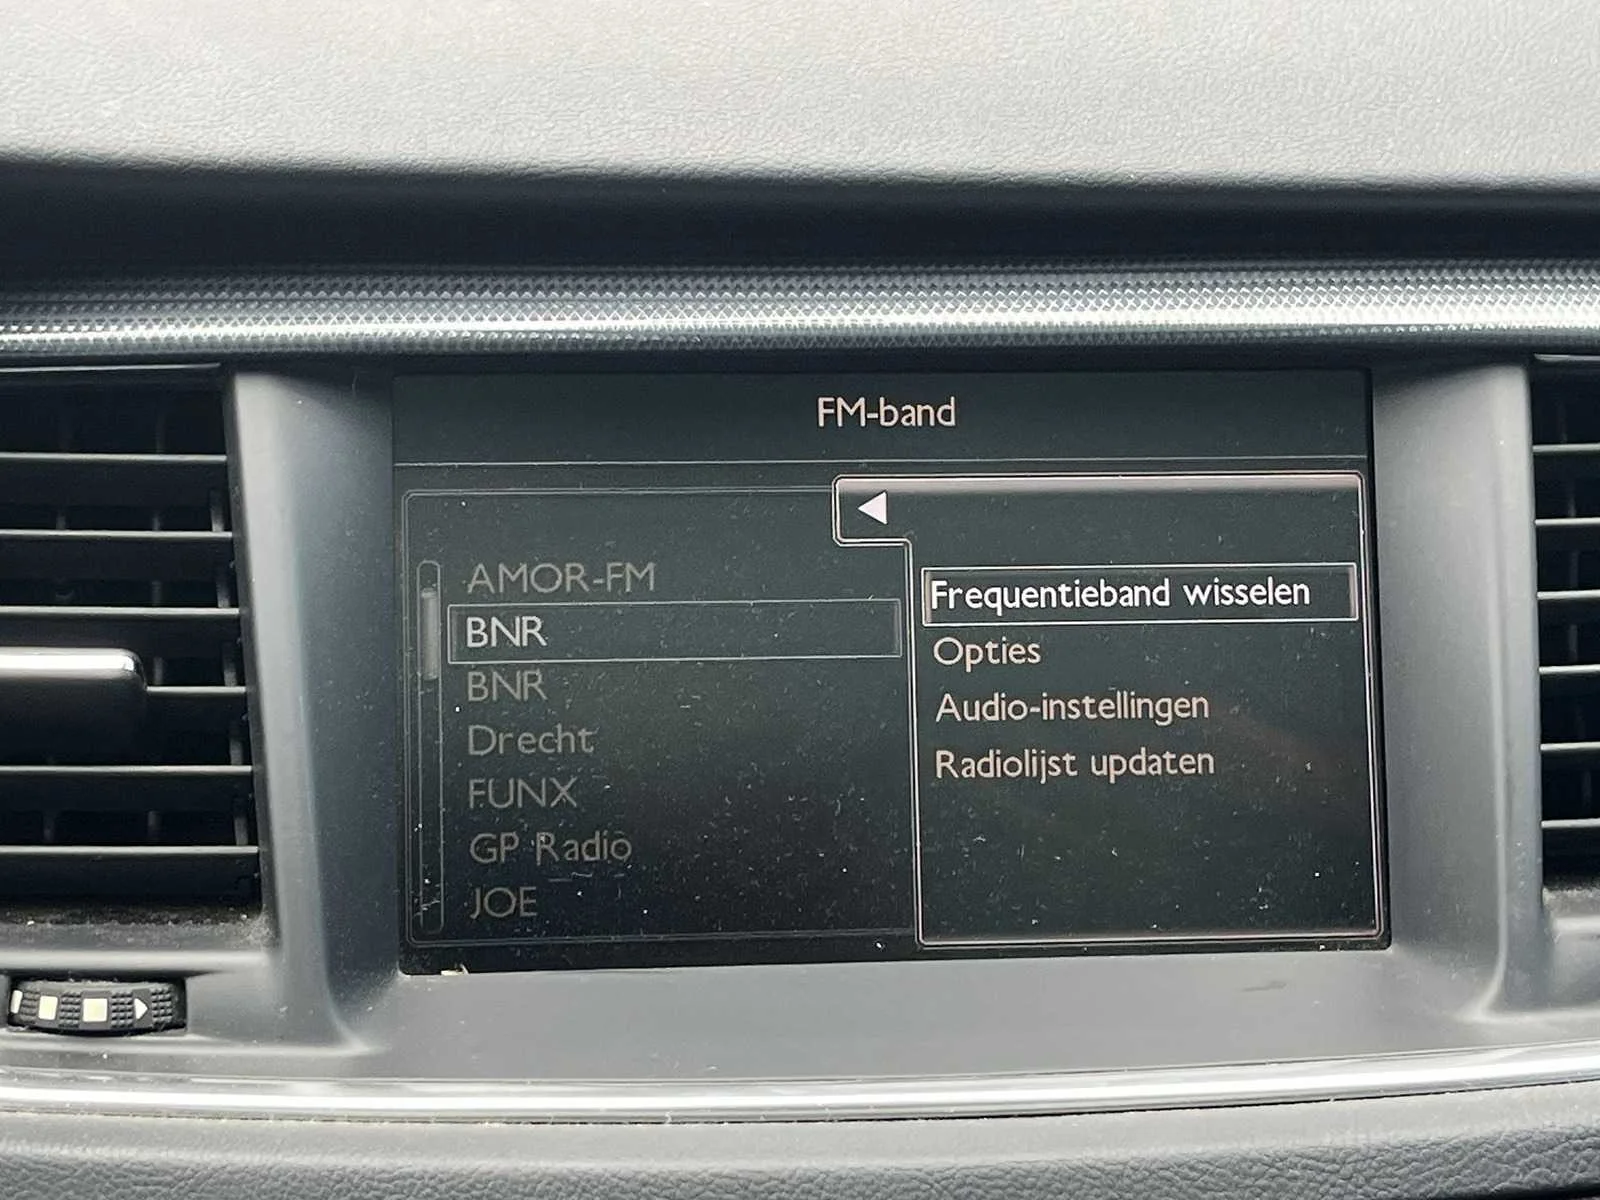 FM-band
AMOR-FM
BNR
BNR
Drecht
FUNX
GP Radio
JOE
Frequentieband wisselen
Opties
Audio-instellingen
Radiolijst updaten